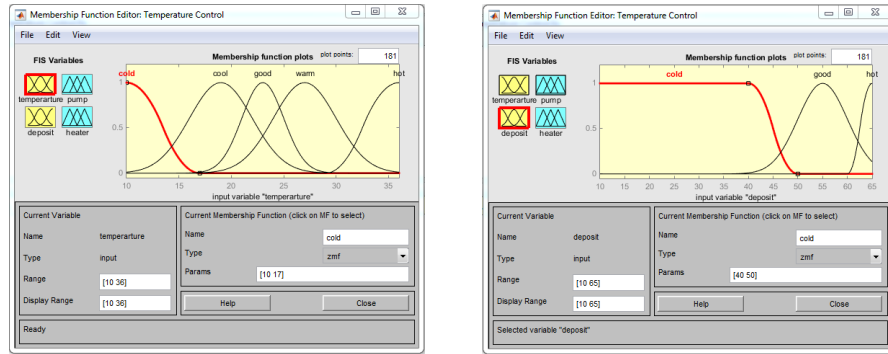 Membership Function Editor: Temperature Control
File Edit View
FIS Variables
Membership function plots
plot points:
181
cold
cool
good
warm
hot
temperarture
pump
deposit
heater
1
0.5
0
10 15 20 25 30 35
input variable "temperarture"
Current Variable
Name temperarture
Type input
Range [10 36]
Display Range [10 36]
Current Membership Function (click on MF to select)
Name cold
Type zmf
Params [10 17]
Help Close
Ready
Membership Function Editor: Temperature Control
File Edit View
FIS Variables
Membership function plots
plot points:
181
cold
good
hot
temperarture
pump
deposit
heater
1
0.5
0
10 15 20 25 30 35 40 45 50 55 60 65
input variable "deposit"
Current Variable
Name deposit
Type input
Range [10 65]
Display Range [10 65]
Current Membership Function (click on MF to select)
Name cold
Type zmf
Params [40 50]
Help Close
Selected variable "deposit"